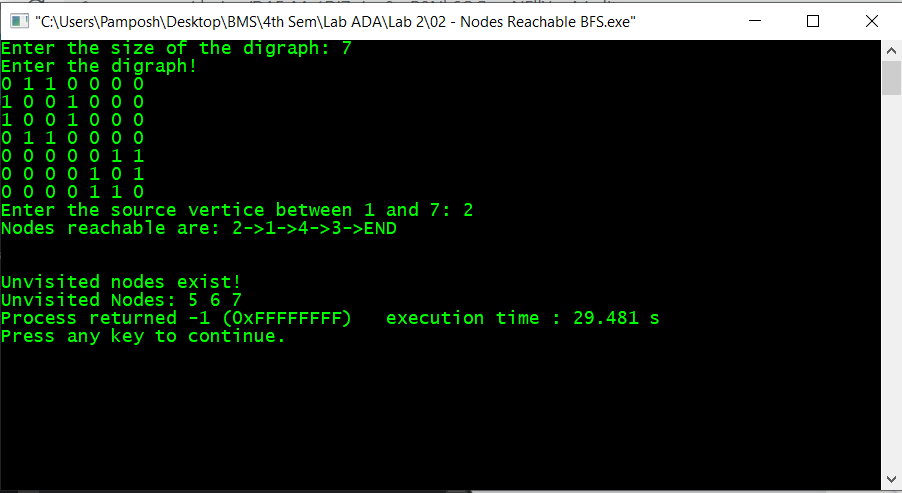 "C:\Users\Pamposh\Desktop\BMS\4th Sem\Lab ADA\Lab 2\02 - Nodes Reachable BFS.exe"
Enter the size of the digraph: 7
Enter the digraph!
0 1 1 0 0 0 0
1 0 0 1 0 0 0
1 0 0 1 0 0 0
0 1 1 0 0 0 0
0 0 0 0 0 1 1
0 0 0 0 1 0 1
0 0 0 0 1 1 0
Enter the source vertice between 1 and 7: 2
Nodes reachable are: 2->1->4->3->END
Unvisited nodes exist!
Unvisited Nodes: 5 6 7
Process returned -1 (0xFFFFFFFF)   execution time : 29.481 s
Press any key to continue.